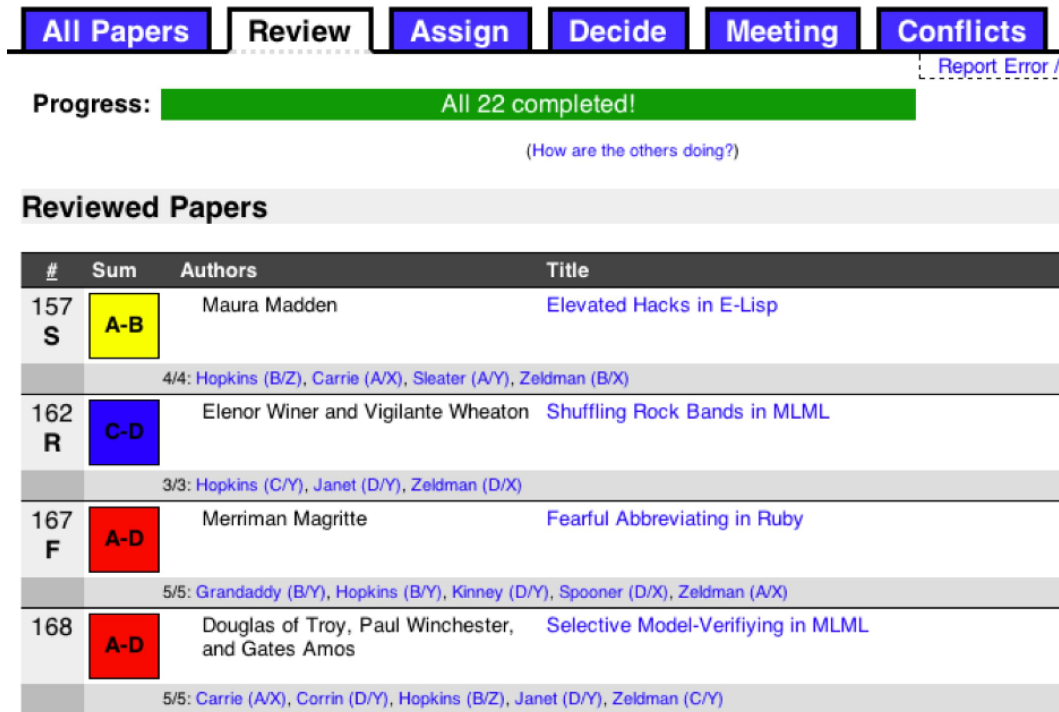 All Papers Review Assign Decide Meeting Conflicts
Report Error /
Progress: All 22 completed!
(How are the others doing?)
Reviewed Papers
# Sum Authors Title
157 S A-B Maura Madden Elevated Hacks in E-Lisp
4/4: Hopkins (B/Z), Carrie (A/X), Sleater (A/Y), Zeldman (B/X)
162 R C-D Elenor Winer and Vigilante Wheaton Shuffling Rock Bands in MLML
3/3: Hopkins (C/Y), Janet (D/Y), Zeldman (D/X)
167 F A-D Merriman Magritte Fearful Abbreviating in Ruby
5/5: Grandaddy (B/Y), Hopkins (B/Y), Kinney (D/Y), Spooner (D/X), Zeldman (A/X)
168 A-D Douglas of Troy, Paul Winchester, Selective Model-Verifiying in MLML
and Gates Amos
5/5: Carrie (A/X), Corrin (D/Y), Hopkins (B/Z), Janet (D/Y), Zeldman (C/Y)